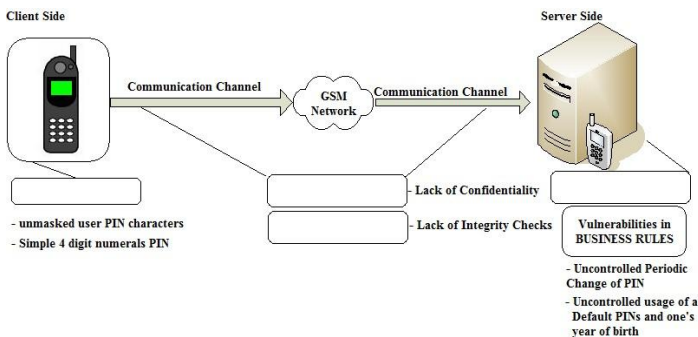 Client Side
Server Side
Communication Channel
GSM
Network
Communication Channel
- Lack of Confidentiality
- unmasked user PIN characters
- Simple 4 digit numerals PIN
- Lack of Integrity Checks
Vulnerabilities in
BUSINESS RULES
- Uncontrolled Periodic
Change of PIN
- Uncontrolled usage of a
Default PINs and one's
year of birth